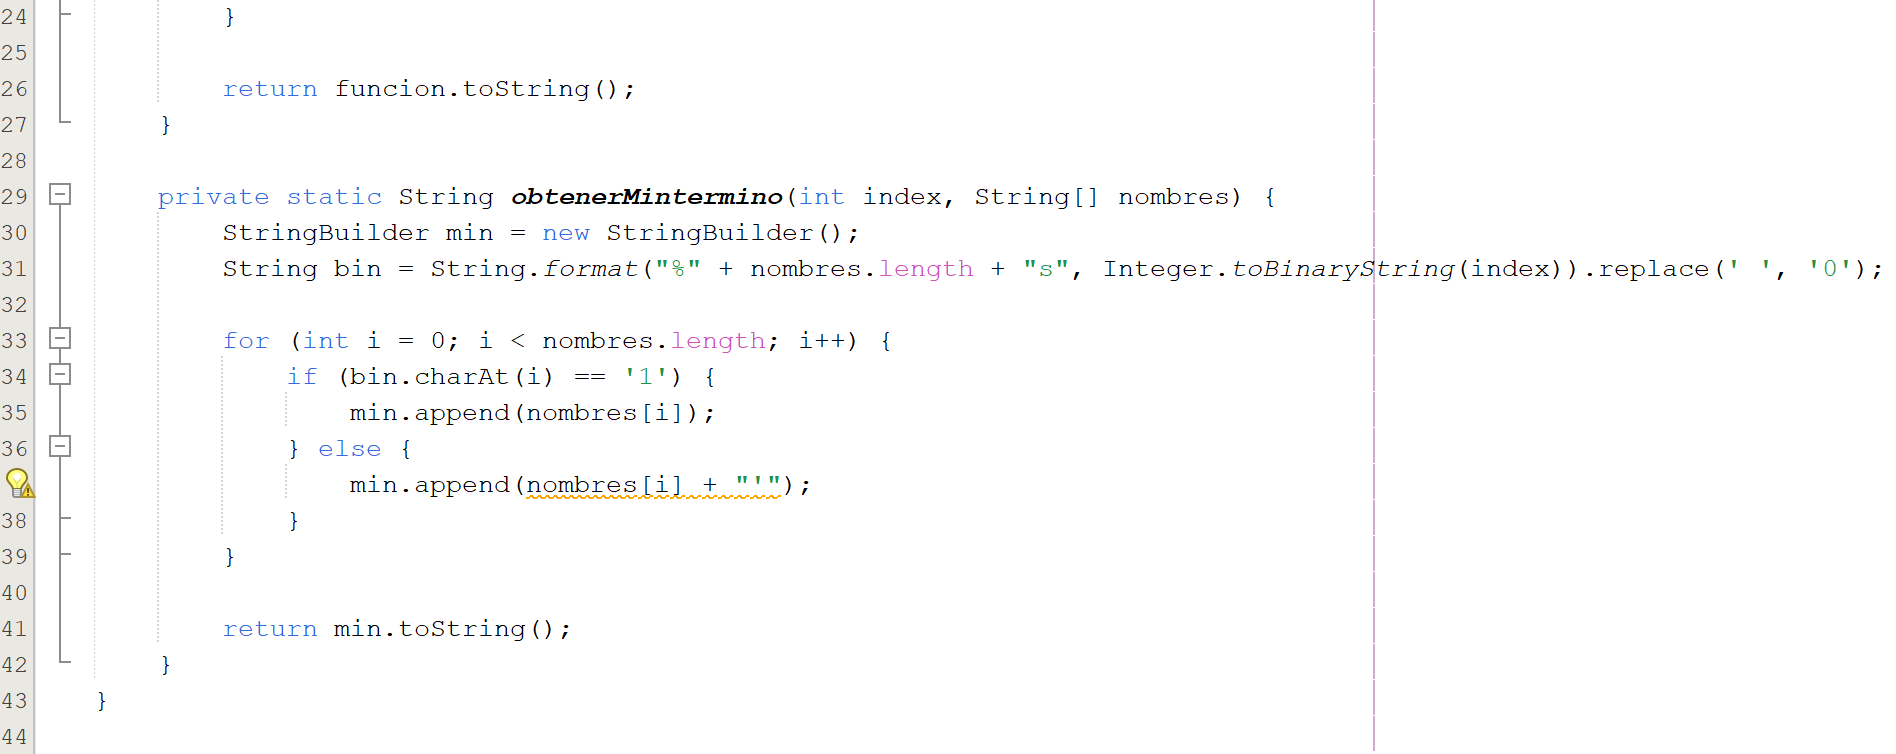 24 }
25
26 return funcion.toString();
27 }
28
29 private static String obtenerMintermino(int index, String[] nombres) {
30 StringBuilder min = new StringBuilder();
31 String bin = String.format("%" + nombres.length + "s", Integer.toBinaryString(index)).replace(' ', '0');
32
33 for (int i = 0; i < nombres.length; i++) {
34 if (bin.charAt(i) == '1') {
35 min.append(nombres[i]);
36 } else {
min.append(nombres[i] + "'");
38 }
39 }
40
41 return min.toString();
42 }
43 }
44